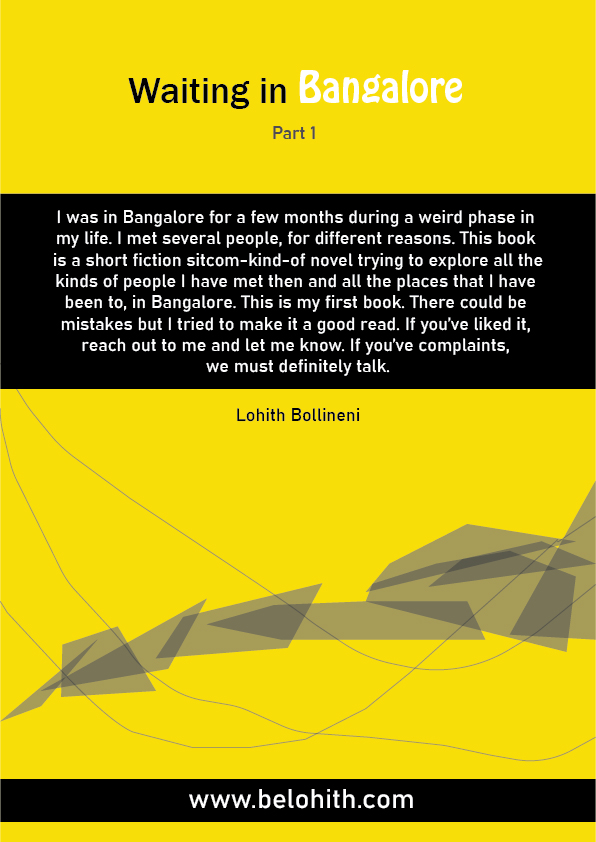 Waiting in Bangalore
Part 1
I was in Bangalore for a few months during a weird phase in
my life. I met several people, for different reasons. This book
is a short fiction sitcom-kind-of novel trying to explore all the
kinds of people I have met then and all the places that I have
been to, in Bangalore. This is my first book. There could be
mistakes but I tried to make it a good read. If you’ve liked it,
reach out to me and let me know. If you’ve complaints,
we must definitely talk.
Lohith Bollineni
www.belohith.com